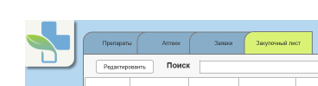 Препараты Аптеки Заявки Закупочный лист
Редактировать Поиск